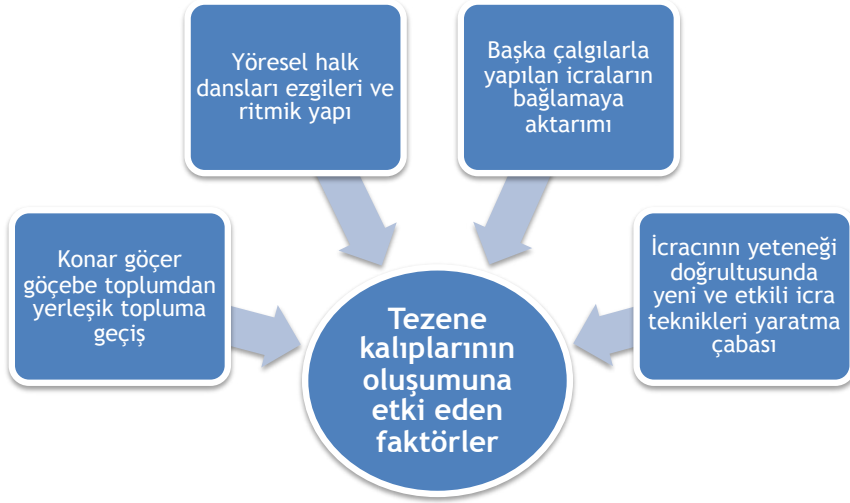 Yöresel halk
dansları ezgileri ve
ritmik yapı
Başka çalgılarla
yapılan icraların
bağlamaya
aktarımı
Konar göçer
göçebe toplumdan
yerleşik topluma
geçiş
İcracının yeteneği
doğrultusunda
yeni ve etkili icra
teknikleri yaratma
çabası
Tezene
kalıplarının
oluşumuna
etki eden
faktörler